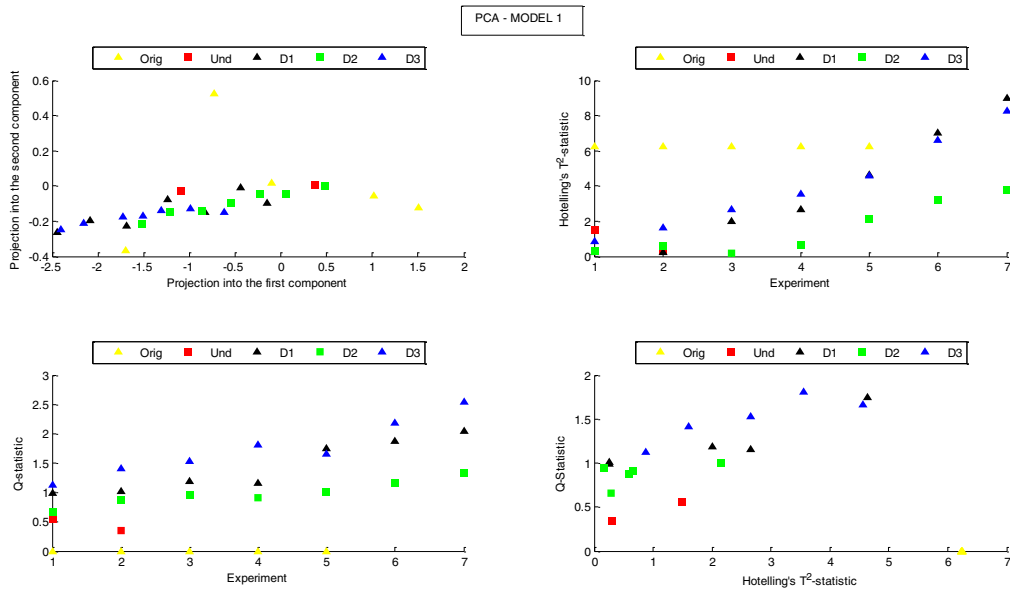 PCA - MODEL 1
Orig Und D1 D2 D3
0.6
0.4
0.2
0
-0.2
-0.4
Projection into the second component
-2.5 -2 -1.5 -1 -0.5 0 0.5 1 1.5 2
Projection into the first component
Orig Und D1 D2 D3
10
8
6
4
2
0
Hotelling's T²-statistic
1 2 3 4 5 6 7
Experiment
Orig Und D1 D2 D3
3
2.5
2
1.5
1
0.5
0
Q-statistic
1 2 3 4 5 6 7
Experiment
Orig Und D1 D2 D3
2
1.5
1
0.5
0
Q-Statistic
0 1 2 3 4 5 6 7
Hotelling's T²-statistic